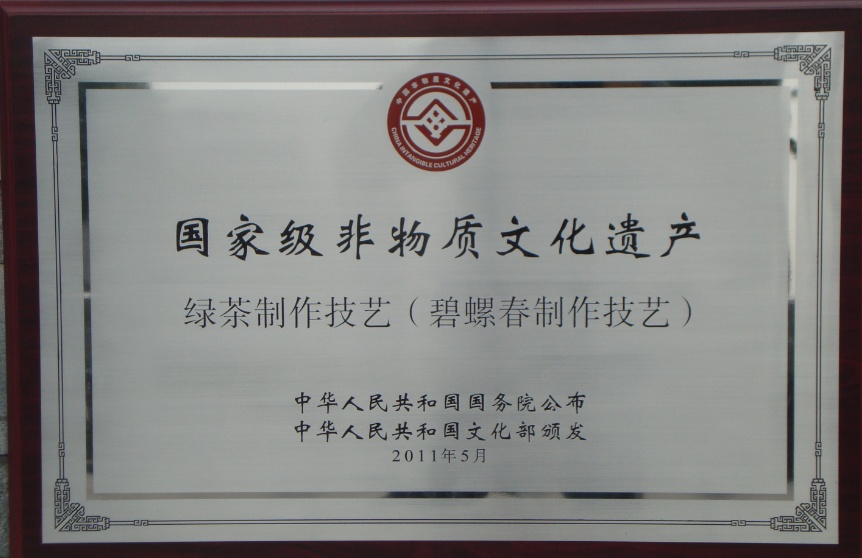 中国非物质文化遗产
CHINA INTANGIBLE CULTURAL HERITAGE
国家级非物质文化遗产
绿茶制作技艺（碧螺春制作技艺）
中华人民共和国国务院公布
中华人民共和国文化部颁发
2011年5月